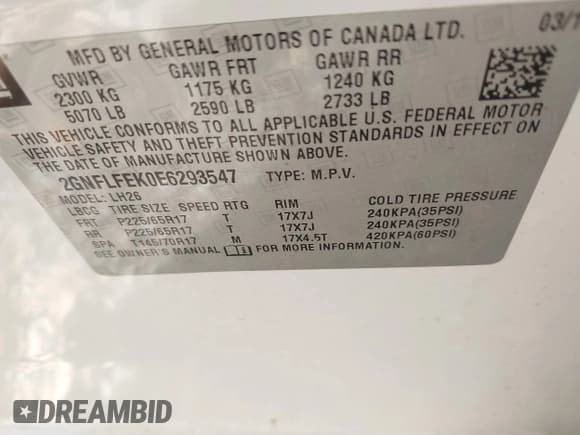 MFD BY GENERAL MOTORS OF CANADA LTD. 03/1
GVWR GAWR FRT GAWR RR
2300 KG 1175 KG 1240 KG
5070 LB 2590 LB 2733 LB
THIS VEHICLE CONFORMS TO ALL APPLICABLE U.S. FEDERAL MOTOR
VEHICLE SAFETY AND THEFT PREVENTION STANDARDS IN EFFECT ON
THE DATE OF MANUFACTURE SHOWN ABOVE.
2GNFLFEK0E6293547 TYPE: M.P.V.
MODEL: LH26
LBCG TIRE SIZE SPEED RTG RIM COLD TIRE PRESSURE
FRT P225/65R17 T 17X7J 240KPA(35PSI)
RR P225/65R17 T 17X7J 240KPA(35PSI)
SPA T145/70R17 M 17X4.5T 420KPA(60PSI)
SEE OWNER'S MANUAL FOR MORE INFORMATION.
DREAMBID